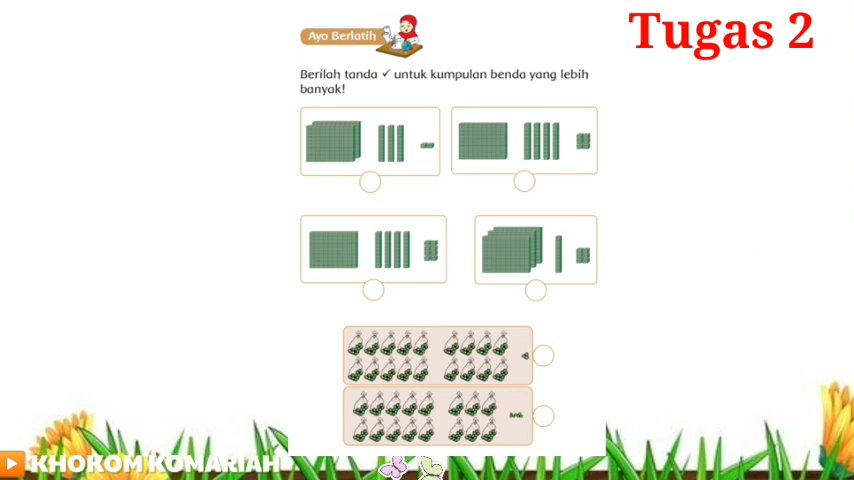 Tugas 2
Ayo Berlatih
Berilah tanda ✓ untuk kumpulan benda yang lebih
banyak!
KHOKOM KOMARIAH